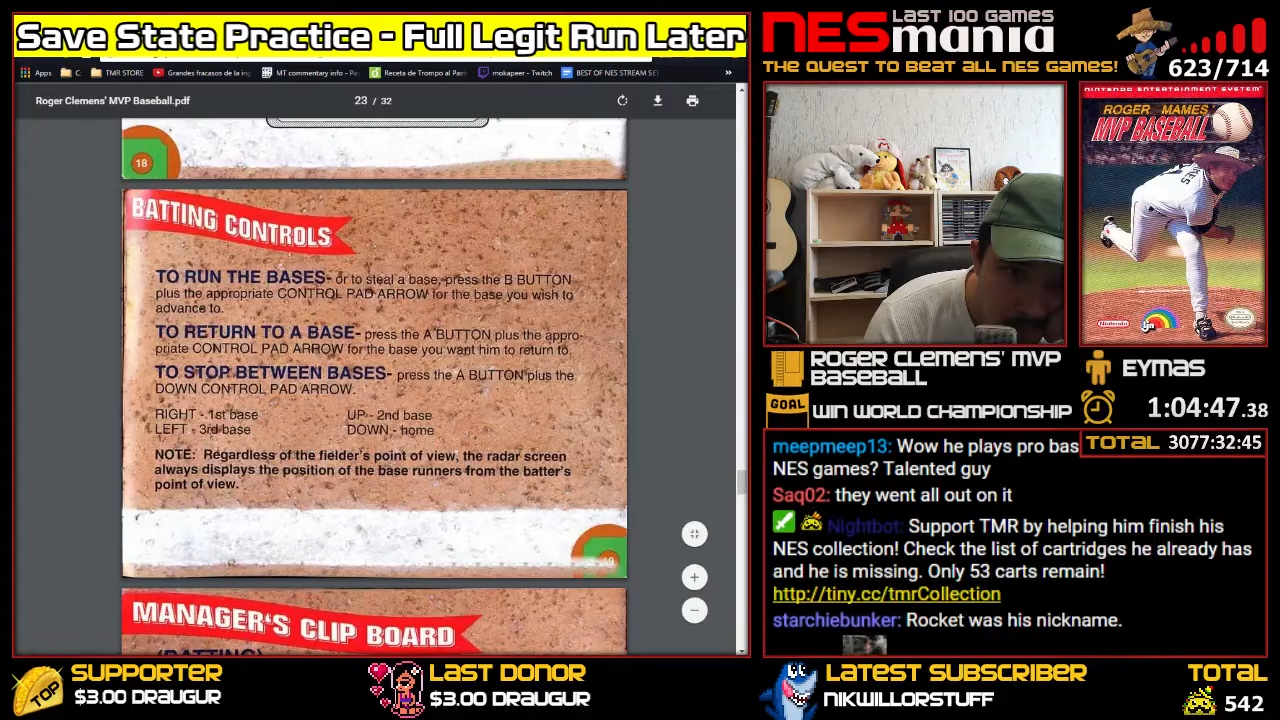 Save State Practice - Full Legit Run Later
Apps
C
TMR STORE
Grandes fracasos de la ing
MT commentary info - Pa
Receta de Trompo al Past
mokapeer - Twitch
BEST OF NES STREAM SET
»
Roger Clemens' MVP Baseball.pdf
23 / 32
18
BATTING CONTROLS
TO RUN THE BASES- or to steal a base, press the B BUTTON
plus the appropriate CONTROL PAD ARROW for the base you wish to
advance to.
TO RETURN TO A BASE- press the A BUTTON plus the appro-
priate CONTROL PAD ARROW for the base you want him to return to.
TO STOP BETWEEN BASES- press the A BUTTON plus the
DOWN CONTROL PAD ARROW.
RIGHT - 1st base UP - 2nd base
LEFT - 3rd base DOWN - home
NOTE: Regardless of the fielder's point of view, the radar screen
always displays the position of the base runners from the batter's
point of view.
19
MANAGER'S CLIP BOARD
NES LAST 100 GAMES
mania
THE QUEST TO BEAT ALL NES GAMES!
623/714
NINTENDO ENTERTAINMENT SYSTEM
ROGER MAMES'
MVP BASEBALL
MES
Nintendo
LJN
ROGER CLEMENS' MVP
BASEBALL
EYMAS
GOAL
WIN WORLD CHAMPIONSHIP
1:04:47.38
TOTAL 3077:32:45
meepmeep13: Wow he plays pro bas
NES games? Talented guy
Saq02: they went all out on it
Nightbot: Support TMR by helping him finish his
NES collection! Check the list of cartridges he already has
and he is missing. Only 53 carts remain!
http://tiny.cc/tmrCollection
starchiebunker: Rocket was his nickname.
TOP
SUPPORTER
$3.00 DRAUGUR
LAST DONOR
$3.00 DRAUGUR
LATEST SUBSCRIBER
NIKWILLORSTUFF
TOTAL
542